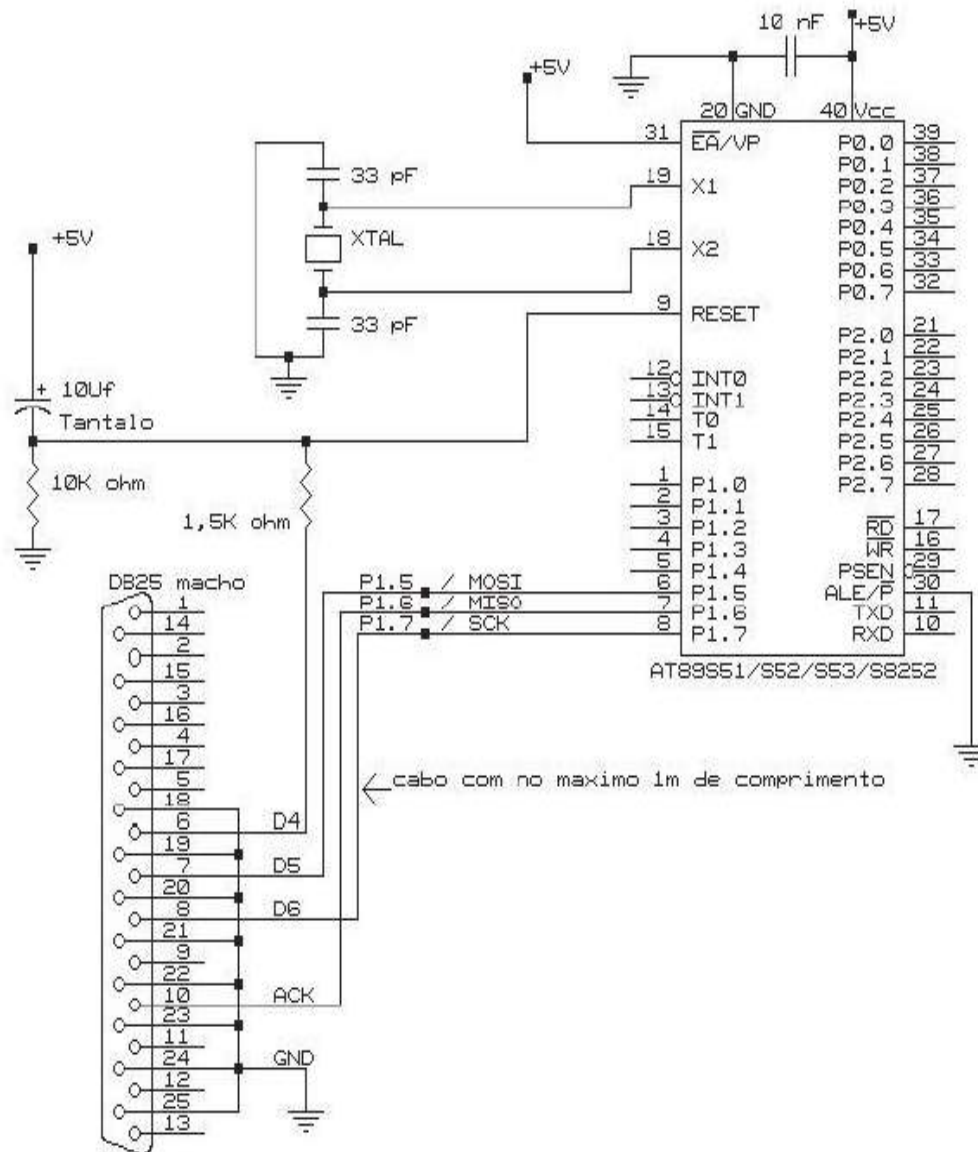 10 nF
+5V
+5V
+5V
20 GND
40 Vcc
31 EA/VP
19 X1
18 X2
9 RESET
12 INT0
13 INT1
14 T0
15 T1
1 P1.0
2 P1.1
3 P1.2
4 P1.3
5 P1.4
6 P1.5
7 P1.6
8 P1.7
P0.0 39
P0.1 38
P0.2 37
P0.3 36
P0.4 35
P0.5 34
P0.6 33
P0.7 32
P2.0 21
P2.1 22
P2.2 23
P2.3 24
P2.4 25
P2.5 26
P2.6 27
P2.7 28
RD 17
WR 16
PSEN 29
ALE/P 30
TXD 11
RXD 10
AT89S51/S52/S53/S8252
33 pF
XTAL
33 pF
+ 10Uf
Tantalo
10K ohm
1,5K ohm
P1.5 / MOSI
P1.6 / MISO
P1.7 / SCK
cabo com no maximo 1m de comprimento
DB25 macho
1
14
2
15
3
16
4
17
5
18
6 D4
19
7 D5
20
8 D6
21
9
22
10 ACK
23
11
24 GND
12
25
13